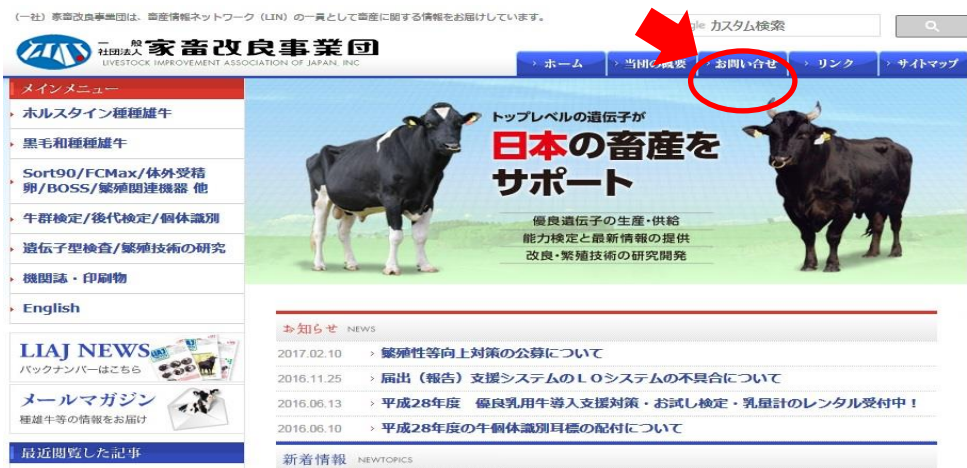 (一社) 家畜改良事業団は、畜産情報ネットワーク (LIN) の一員として畜産に関する情報をお届けしています。
カスタム検索
LIAJ 一般社団法人 家畜改良事業団
LIVESTOCK IMPROVEMENT ASSOCIATION OF JAPAN, INC
ホーム
当団の概要
お問い合せ
リンク
サイトマップ
メインメニュー
ホルスタイン種種雄牛
黒毛和種種雄牛
Sort90/FCMax/体外受精
卵/BOSS/繁殖関連機器 他
牛群検定/後代検定/個体識別
遺伝子型検査/繁殖技術の研究
機関誌・印刷物
English
トップレベルの遺伝子が
日本の畜産を
サポート
優良遺伝子の生産・供給
能力検定と最新情報の提供
改良・繁殖技術の研究開発
LIAJ NEWS
バックナンバーはこちら
メールマガジン
種雄牛等の情報をお届け
最近閲覧した記事
お知らせ NEWS
2017.02.10 繁殖性等向上対策の公募について
2016.11.25 届出（報告）支援システムのLOシステムの不具合について
2016.06.13 平成28年度　優良乳用牛導入支援対策・お試し検定・乳量計のレンタル受付中！
2016.06.10 平成28年度の牛個体識別耳標の配付について
新着情報 NEWTOPICS